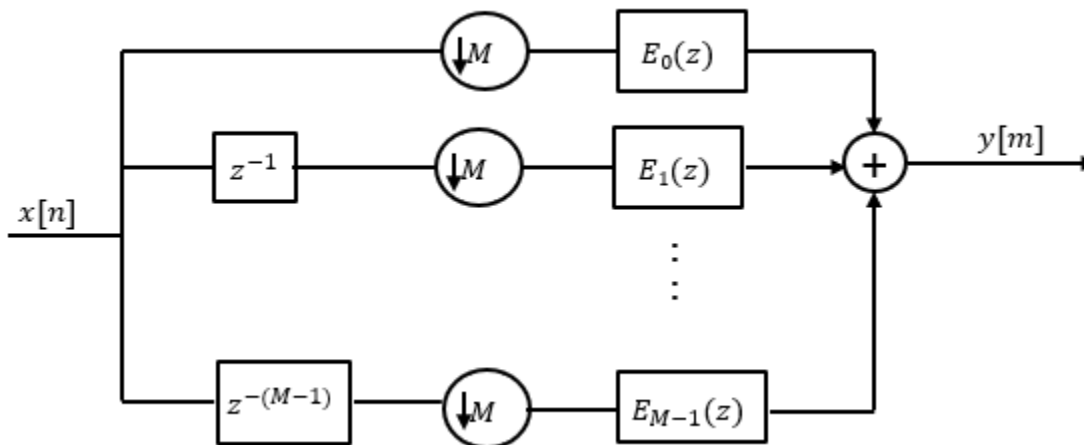 ↓M E₀(z)
z⁻¹ ↓M E₁(z) + y[m]
x[n]
⋮
z⁻⁽ᴹ⁻¹⁾ ↓M E_{M−1}(z)